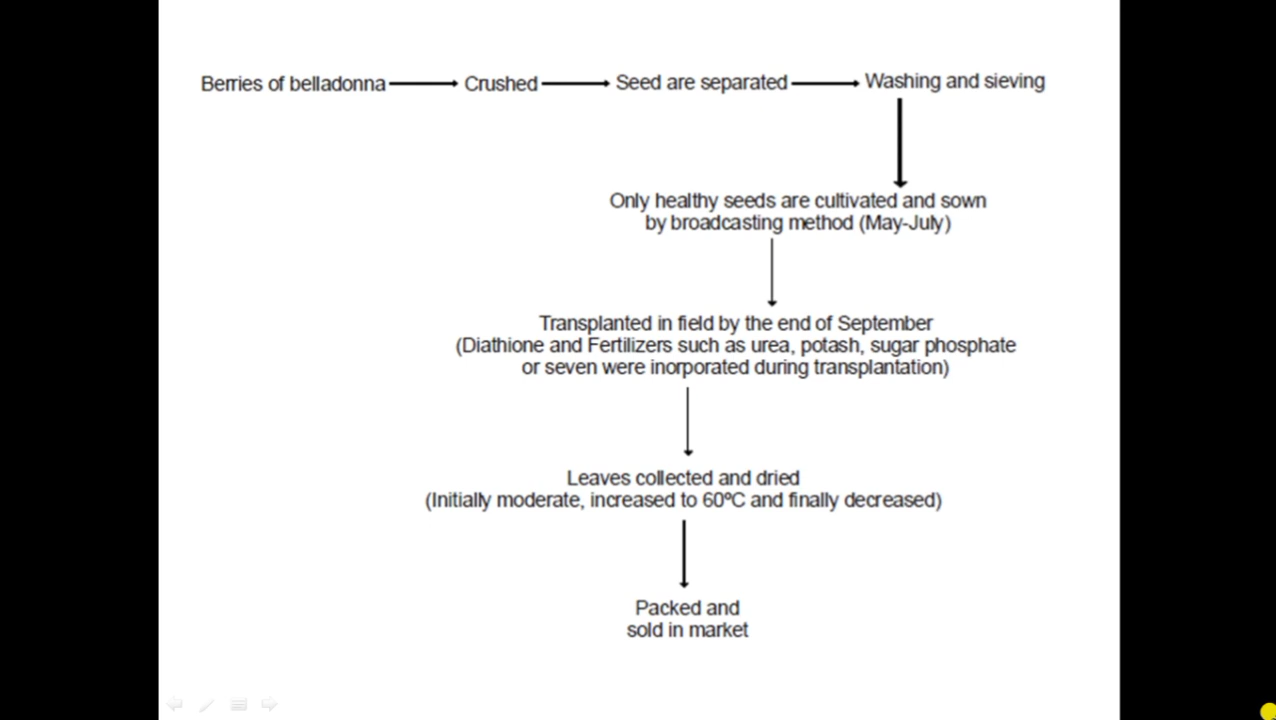 Berries of belladonna
Crushed
Seed are separated
Washing and sieving
Only healthy seeds are cultivated and sown
by broadcasting method (May-July)
Transplanted in field by the end of September
(Diathione and Fertilizers such as urea, potash, sugar phosphate
or seven were inorporated during transplantation)
Leaves collected and dried
(Initially moderate, increased to 60ºC and finally decreased)
Packed and
sold in market